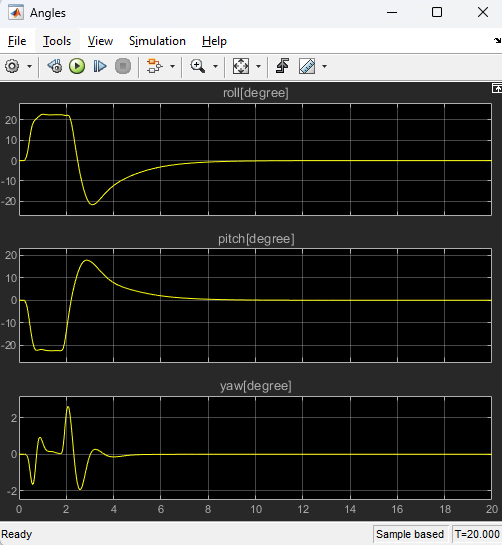 Angles
File Tools View Simulation Help
roll[degree]
20
10
0
-10
-20
pitch[degree]
20
10
0
-10
-20
yaw[degree]
2
0
-2
0 2 4 6 8 10 12 14 16 18 20
Ready Sample based T=20.000